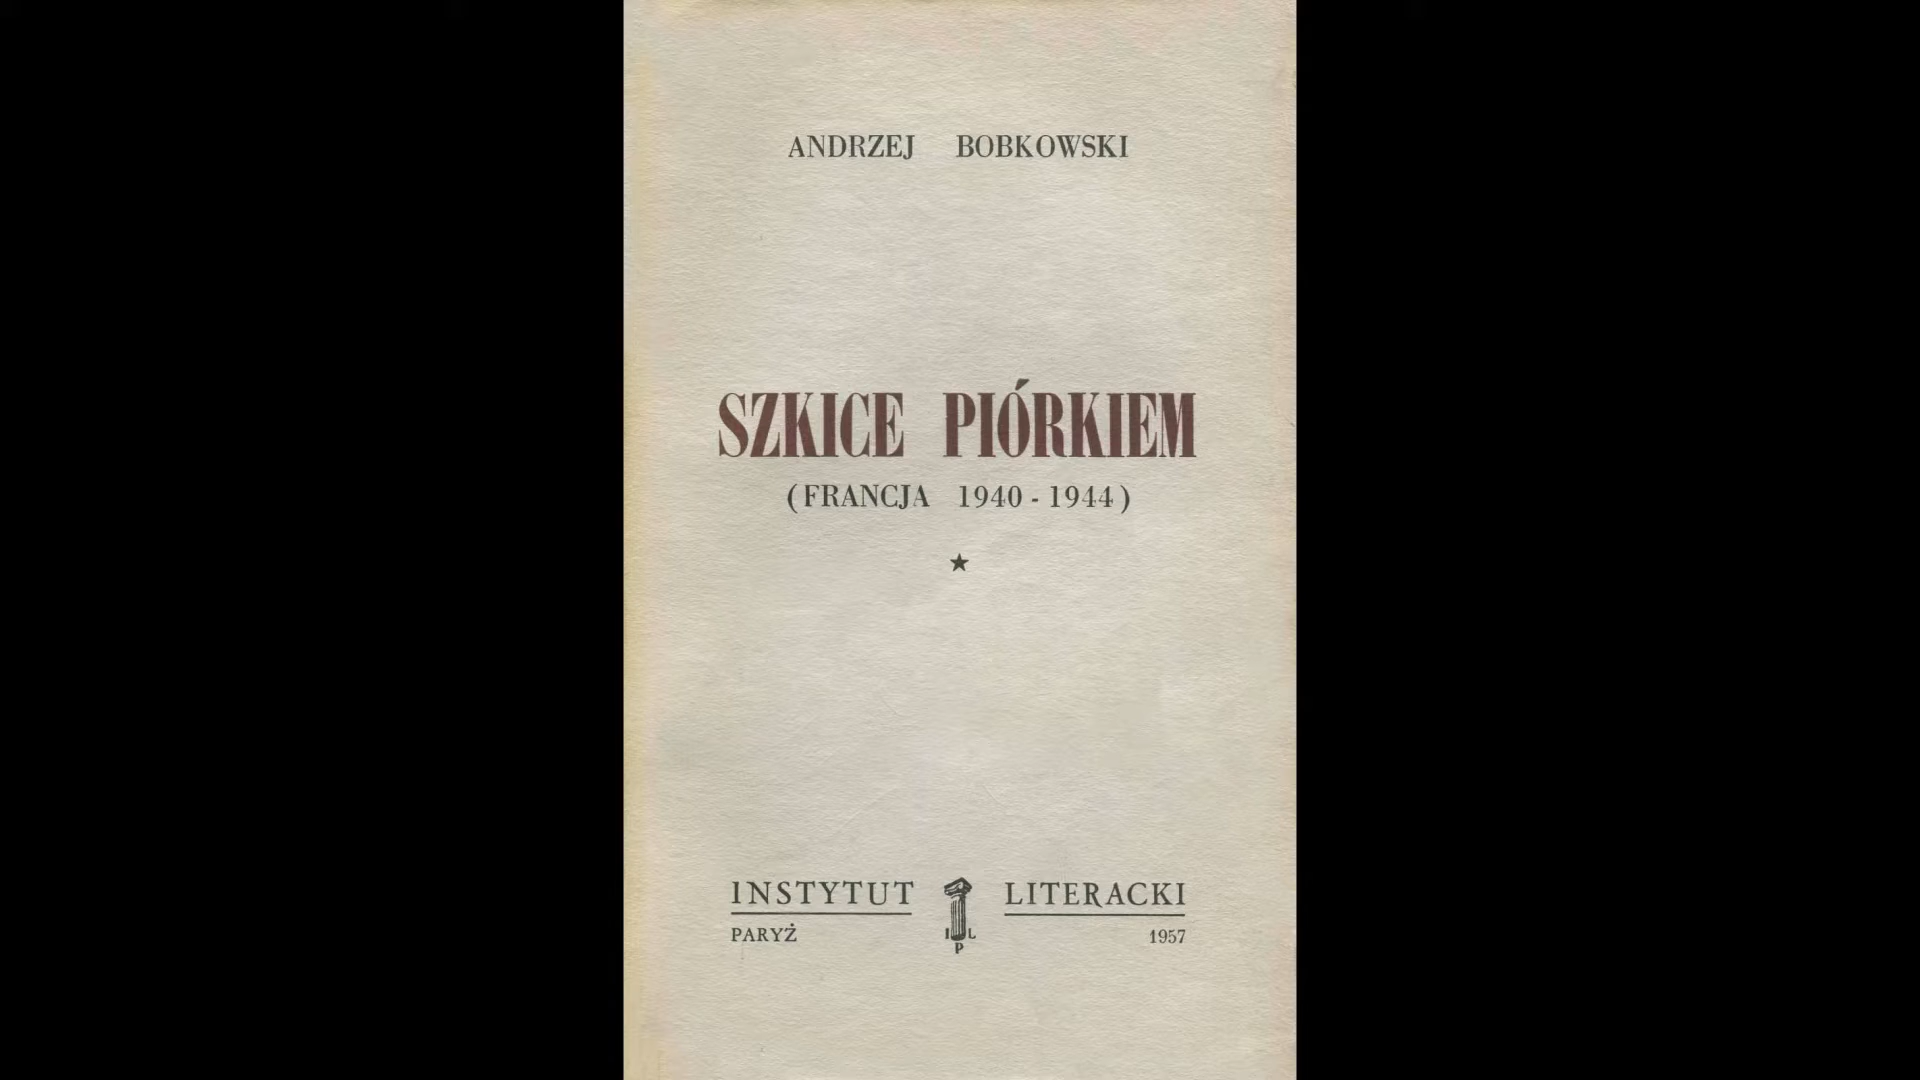 ANDRZEJ BOBKOWSKI
SZKICE PIÓRKIEM
(FRANCJA 1940 - 1944)
★
INSTYTUT LITERACKI
I L
P
PARYŻ 1957